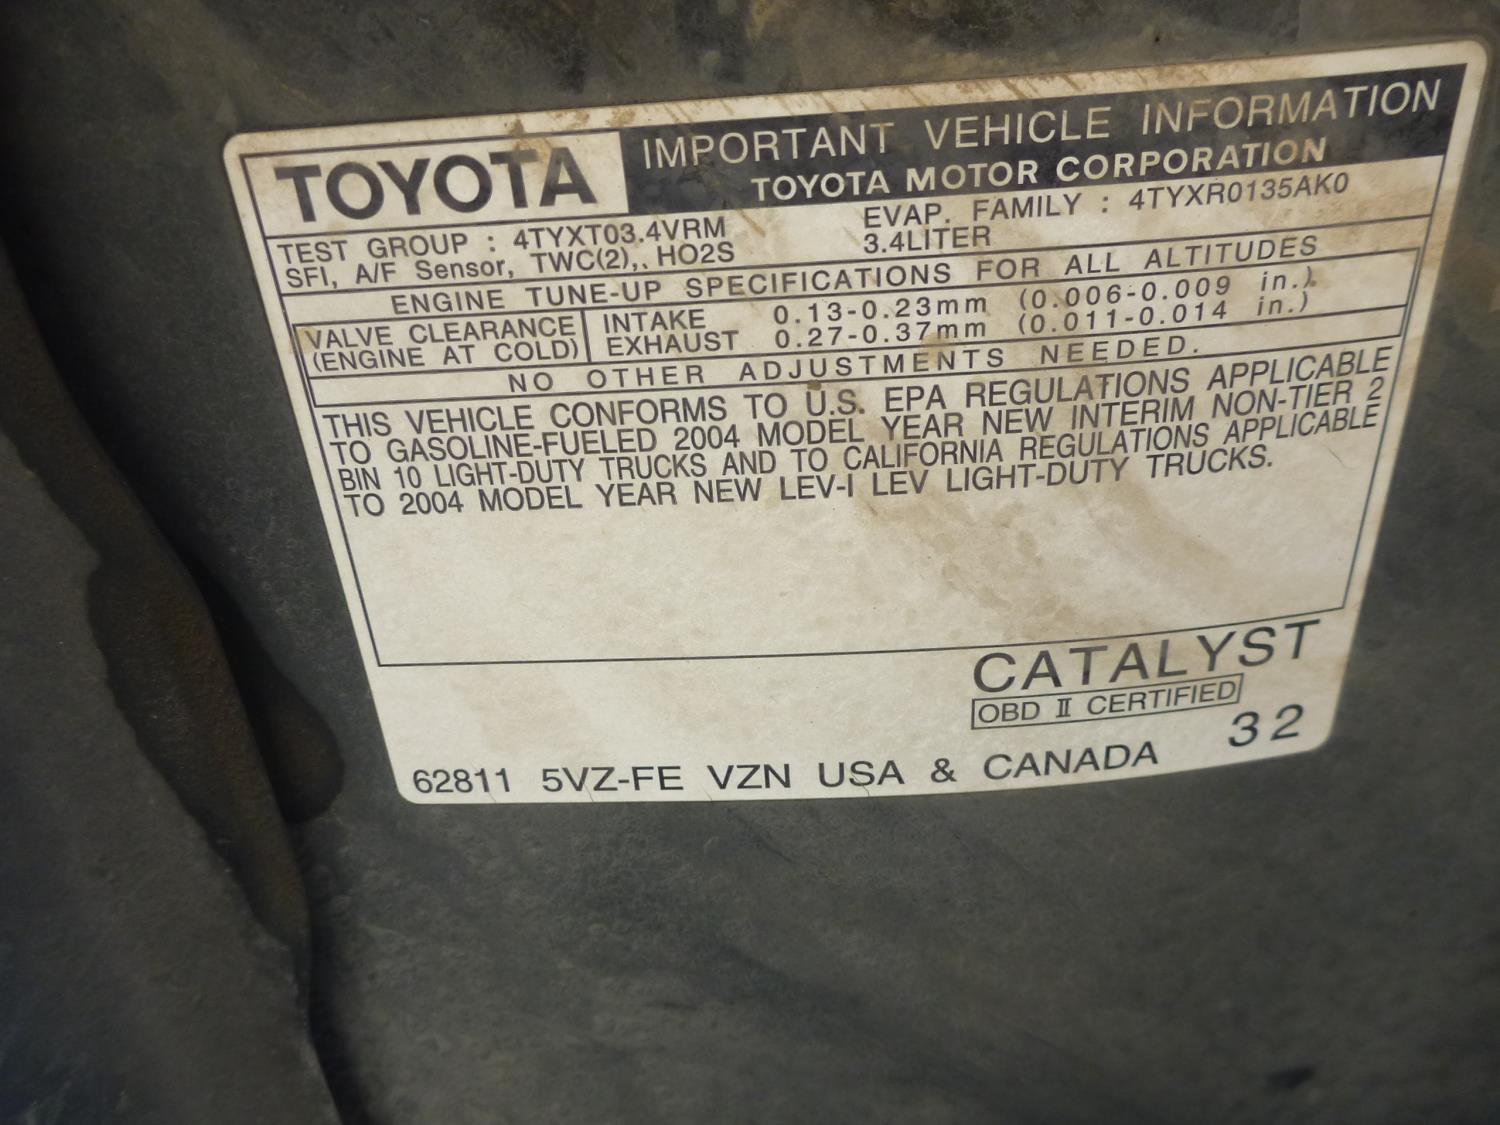 TOYOTA
IMPORTANT VEHICLE INFORMATION
TOYOTA MOTOR CORPORATION
TEST GROUP : 4TYXT03.4VRM EVAP. FAMILY : 4TYXR0135AK0
SFI, A/F Sensor, TWC(2),, HO2S 3.4LITER
ENGINE TUNE-UP SPECIFICATIONS FOR ALL ALTITUDES
VALVE CLEARANCE INTAKE 0.13-0.23mm (0.006-0.009 in.)
(ENGINE AT COLD) EXHAUST 0.27-0.37mm (0.011-0.014 in.)
NO OTHER ADJUSTMENTS NEEDED.
THIS VEHICLE CONFORMS TO U.S. EPA REGULATIONS APPLICABLE
TO GASOLINE-FUELED 2004 MODEL YEAR NEW INTERIM NON-TIER 2
BIN 10 LIGHT-DUTY TRUCKS AND TO CALIFORNIA REGULATIONS APPLICABLE
TO 2004 MODEL YEAR NEW LEV-I LEV LIGHT-DUTY TRUCKS.
CATALYST
OBD II CERTIFIED
62811 5VZ-FE VZN USA & CANADA 32